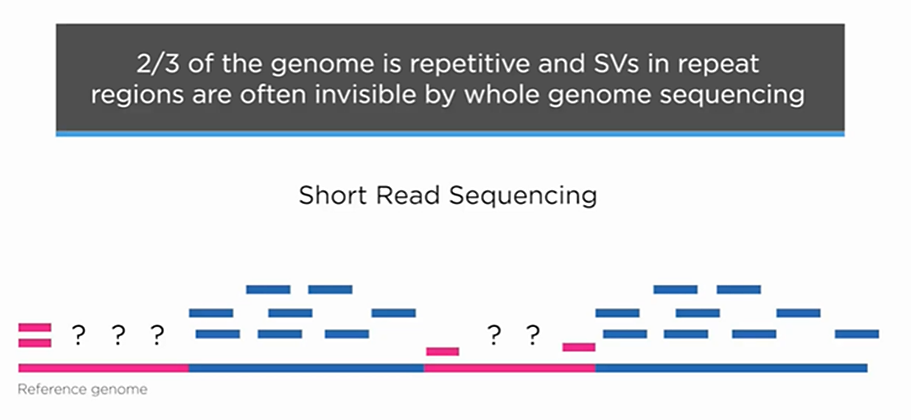 2/3 of the genome is repetitive and SVs in repeat
regions are often invisible by whole genome sequencing
Short Read Sequencing
? ? ? ? ?
Reference genome